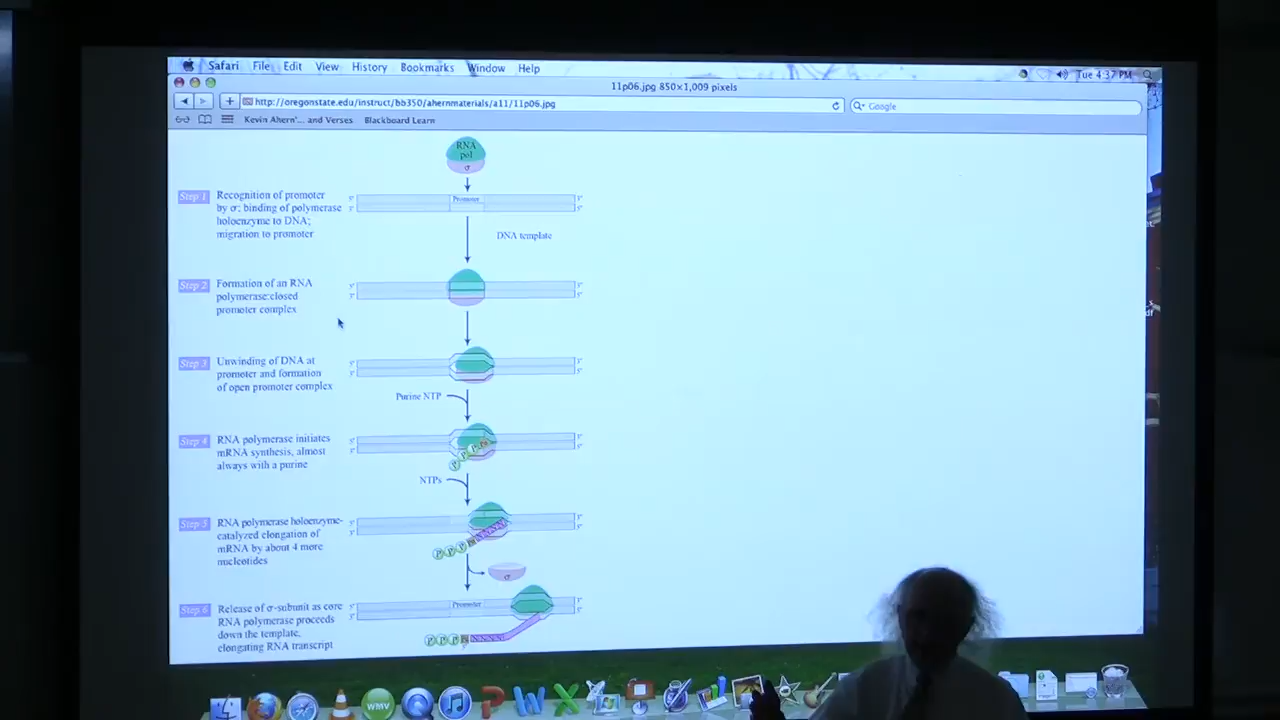 Safari File Edit View History Bookmarks Window Help
Tue 4:37 PM
11p06.jpg 850×1,009 pixels
http://oregonstate.edu/instruct/bb350/ahernmaterials/a11/11p06.jpg
Google
Kevin Ahern'... and Verses Blackboard Learn
RNA
pol
σ
Step 1
Recognition of promoter
by σ; binding of polymerase
holoenzyme to DNA;
migration to promoter
Promoter
DNA template
Step 2
Formation of an RNA
polymerase:closed
promoter complex
Step 3
Unwinding of DNA at
promoter and formation
of open promoter complex
Purine NTP
Step 4
RNA polymerase initiates
mRNA synthesis, almost
always with a purine
P P P
NTPs
Step 5
RNA polymerase holoenzyme-
catalyzed elongation of
mRNA by about 4 more
nucleotides
P P P
σ
Step 6
Release of σ-subunit as core
RNA polymerase proceeds
down the template,
elongating RNA transcript
Promoter
P P P
WMV